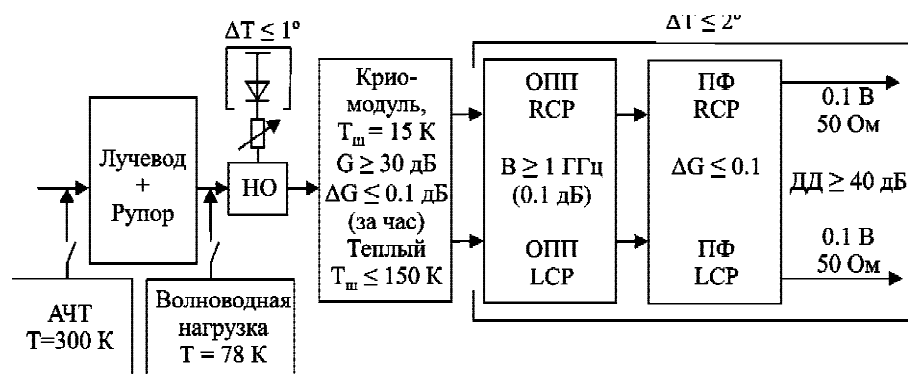 ΔT ≤ 1º
ΔT ≤ 2º
Лучевод
+
Рупор
НО
Крио-
модуль,
Tш = 15 К
G ≥ 30 дБ
ΔG ≤ 0.1 дБ
(за час)
Теплый
Tш ≤ 150 К
ОПП
RCP
B ≥ 1 ГГц
(0.1 дБ)
ОПП
LCP
ПФ
RCP
ΔG ≤ 0.1
ПФ
LCP
0.1 В
50 Ом
ДД ≥ 40 дБ
0.1 В
50 Ом
АЧТ
T=300 К
Волноводная
нагрузка
T = 78 К